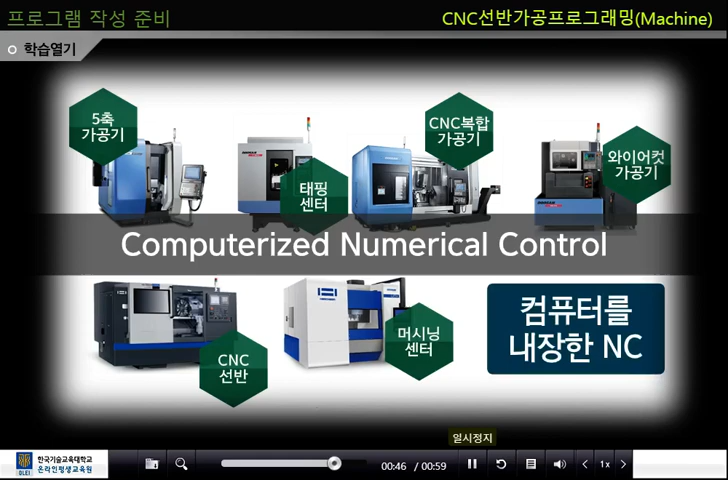 프로그램 작성 준비
CNC선반가공프로그래밍(Machine)
학습열기
5축
가공기
태핑
센터
CNC복합
가공기
와이어컷
가공기
Computerized Numerical Control
CNC
선반
머시닝
센터
컴퓨터를
내장한 NC
일시정지
한국기술교육대학교
온라인평생교육원
00:46 / 00:59
1x